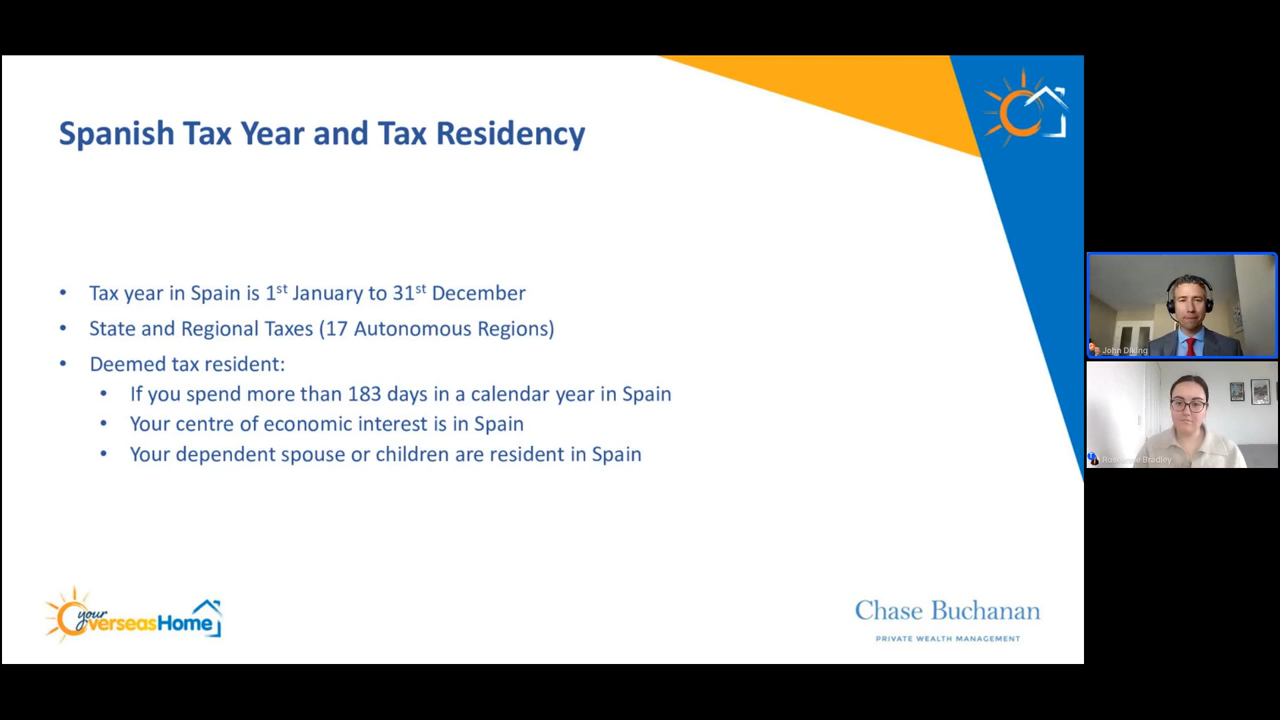 Spanish Tax Year and Tax Residency
• Tax year in Spain is 1st January to 31st December
• State and Regional Taxes (17 Autonomous Regions)
• Deemed tax resident:
• If you spend more than 183 days in a calendar year in Spain
• Your centre of economic interest is in Spain
• Your dependent spouse or children are resident in Spain
your OverseasHome
Chase Buchanan
PRIVATE WEALTH MANAGEMENT
John Diking
Bradley